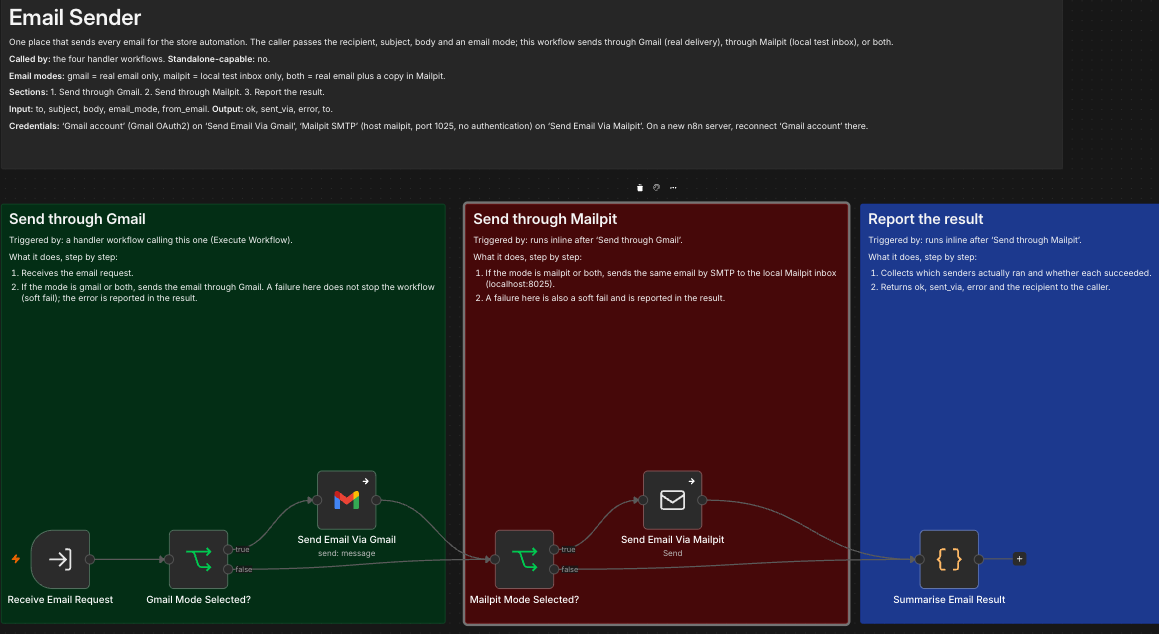 Email Sender
One place that sends every email for the store automation. The caller passes the recipient, subject, body and an email mode; this workflow sends through Gmail (real delivery), through Mailpit (local test inbox), or both.
Called by: the four handler workflows. Standalone-capable: no.
Email modes: gmail = real email only, mailpit = local test inbox only, both = real email plus a copy in Mailpit.
Sections: 1. Send through Gmail. 2. Send through Mailpit. 3. Report the result.
Input: to, subject, body, email_mode, from_email. Output: ok, sent_via, error, to.
Credentials: ‘Gmail account’ (Gmail OAuth2) on ‘Send Email Via Gmail’, ‘Mailpit SMTP’ (host mailpit, port 1025, no authentication) on ‘Send Email Via Mailpit’. On a new n8n server, reconnect ‘Gmail account’ there.
Send through Gmail
Triggered by: a handler workflow calling this one (Execute Workflow).
What it does, step by step:
1. Receives the email request.
2. If the mode is gmail or both, sends the email through Gmail. A failure here does not stop the workflow
(soft fail); the error is reported in the result.
Send Email Via Gmail
send: message
true
false
Receive Email Request
Gmail Mode Selected?
Send through Mailpit
Triggered by: runs inline after ‘Send through Gmail’.
What it does, step by step:
1. If the mode is mailpit or both, sends the same email by SMTP to the local Mailpit inbox
(localhost:8025).
2. A failure here is also a soft fail and is reported in the result.
Send Email Via Mailpit
Send
true
false
Mailpit Mode Selected?
Report the result
Triggered by: runs inline after ‘Send through Mailpit’.
What it does, step by step:
1. Collects which senders actually ran and whether each succeeded.
2. Returns ok, sent_via, error and the recipient to the caller.
Summarise Email Result